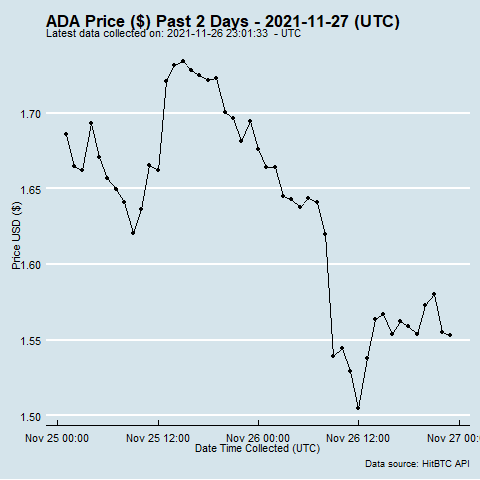 ADA Price ($) Past 2 Days - 2021-11-27 (UTC)
Latest data collected on: 2021-11-26 23:01:33  - UTC
1.70
1.65
1.60
1.55
1.50
Price USD ($)
Nov 25 00:00 Nov 25 12:00 Nov 26 00:00 Nov 26 12:00 Nov 27 00:0
Date Time Collected (UTC)
Data source: HitBTC API